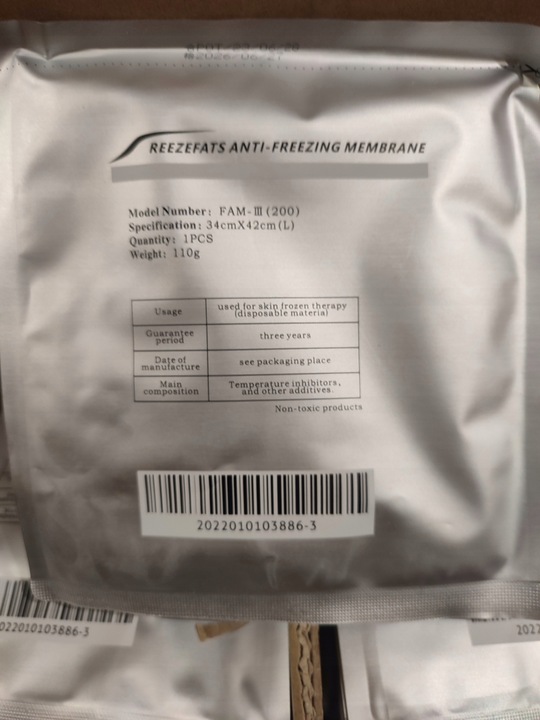 REEZEFATS ANTI-FREEZING MEMBRANE
Model Number: FAM-Ⅲ(200)
Specification: 34cmX42cm(L)
Quantity: 1PCS
Weight: 110g
Usage
used for skin frozen therapy
(disposable materia)
Guarantee
period
three years
Date of
manufacture
see packaging place
Main
composition
Temperature inhibitors,
and other additives.
Non-toxic products
2022010103886-3
022010103886-3
2022